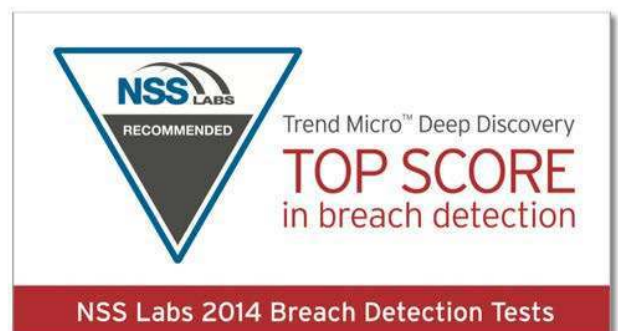 NSS
LABS
RECOMMENDED
Trend Micro™ Deep Discovery
TOP SCORE
in breach detection
NSS Labs 2014 Breach Detection Tests